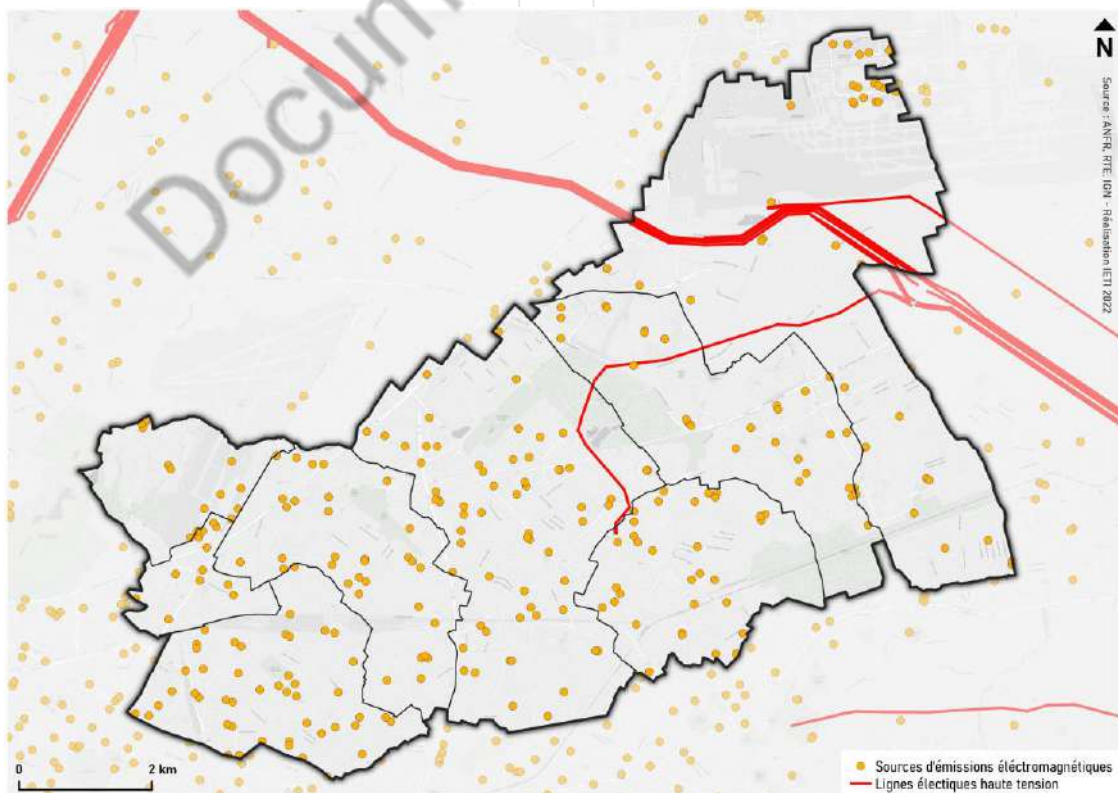 Docum
N
Source : ANFR, RTE, IGN - Réalisation IETI 2022
0 2 km
Sources d'émissions éléctromagnétiques
Lignes électiques haute tension